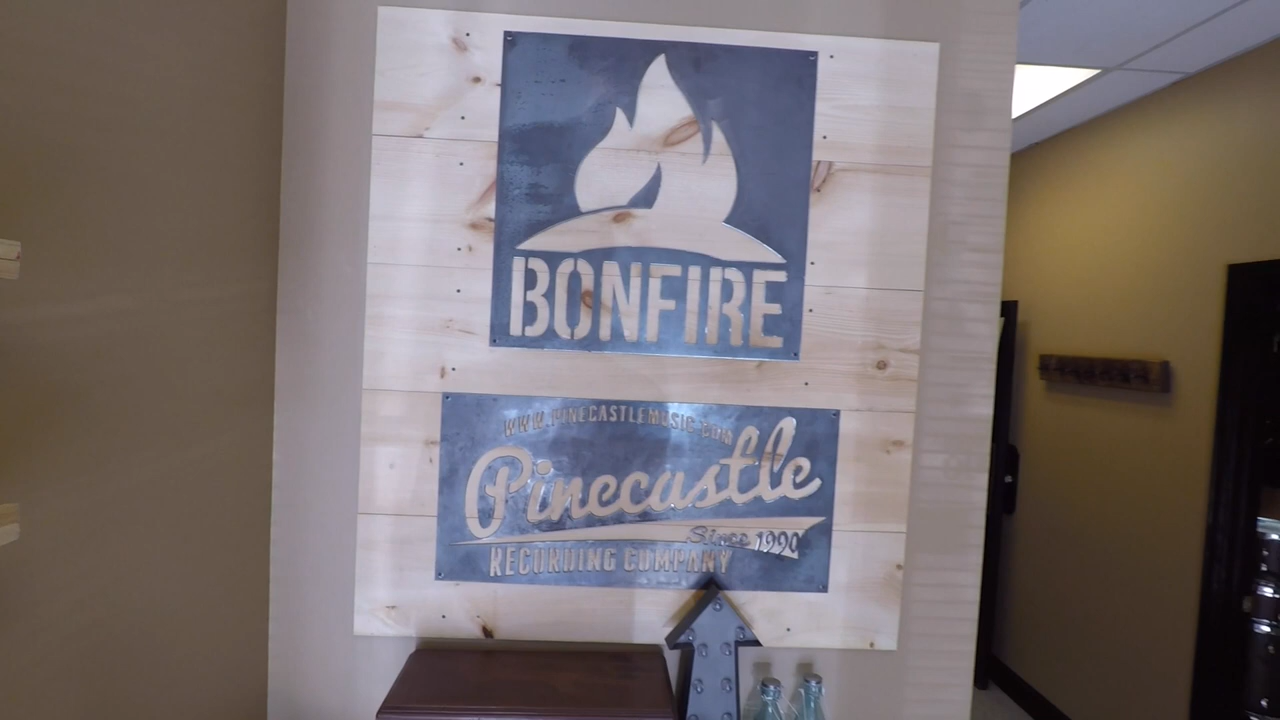 BONFIRE
WWW.PINECASTLEMUSIC.COM
Pinecastle
Since 1990
RECORDING COMPANY